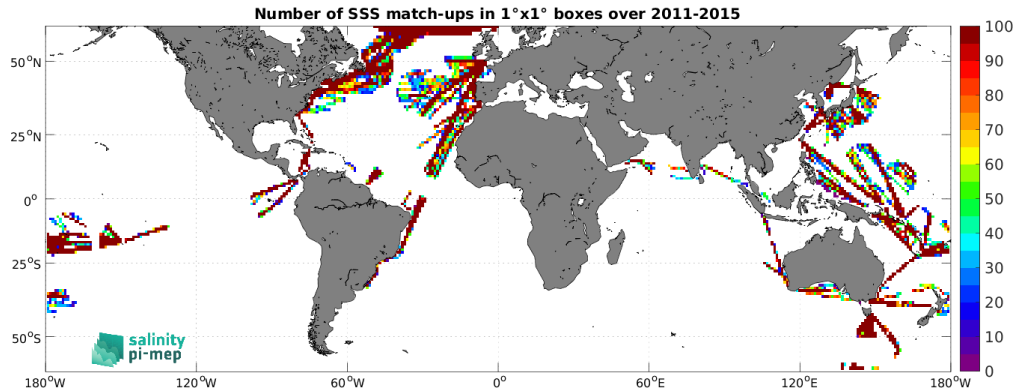 Number of SSS match-ups in 1°x1° boxes over 2011-2015
50°N
25°N
0°
25°S
50°S
180°W
120°W
60°W
0°
60°E
120°E
180°W
100
90
80
70
60
50
40
30
20
10
0
salinity
pi-mep